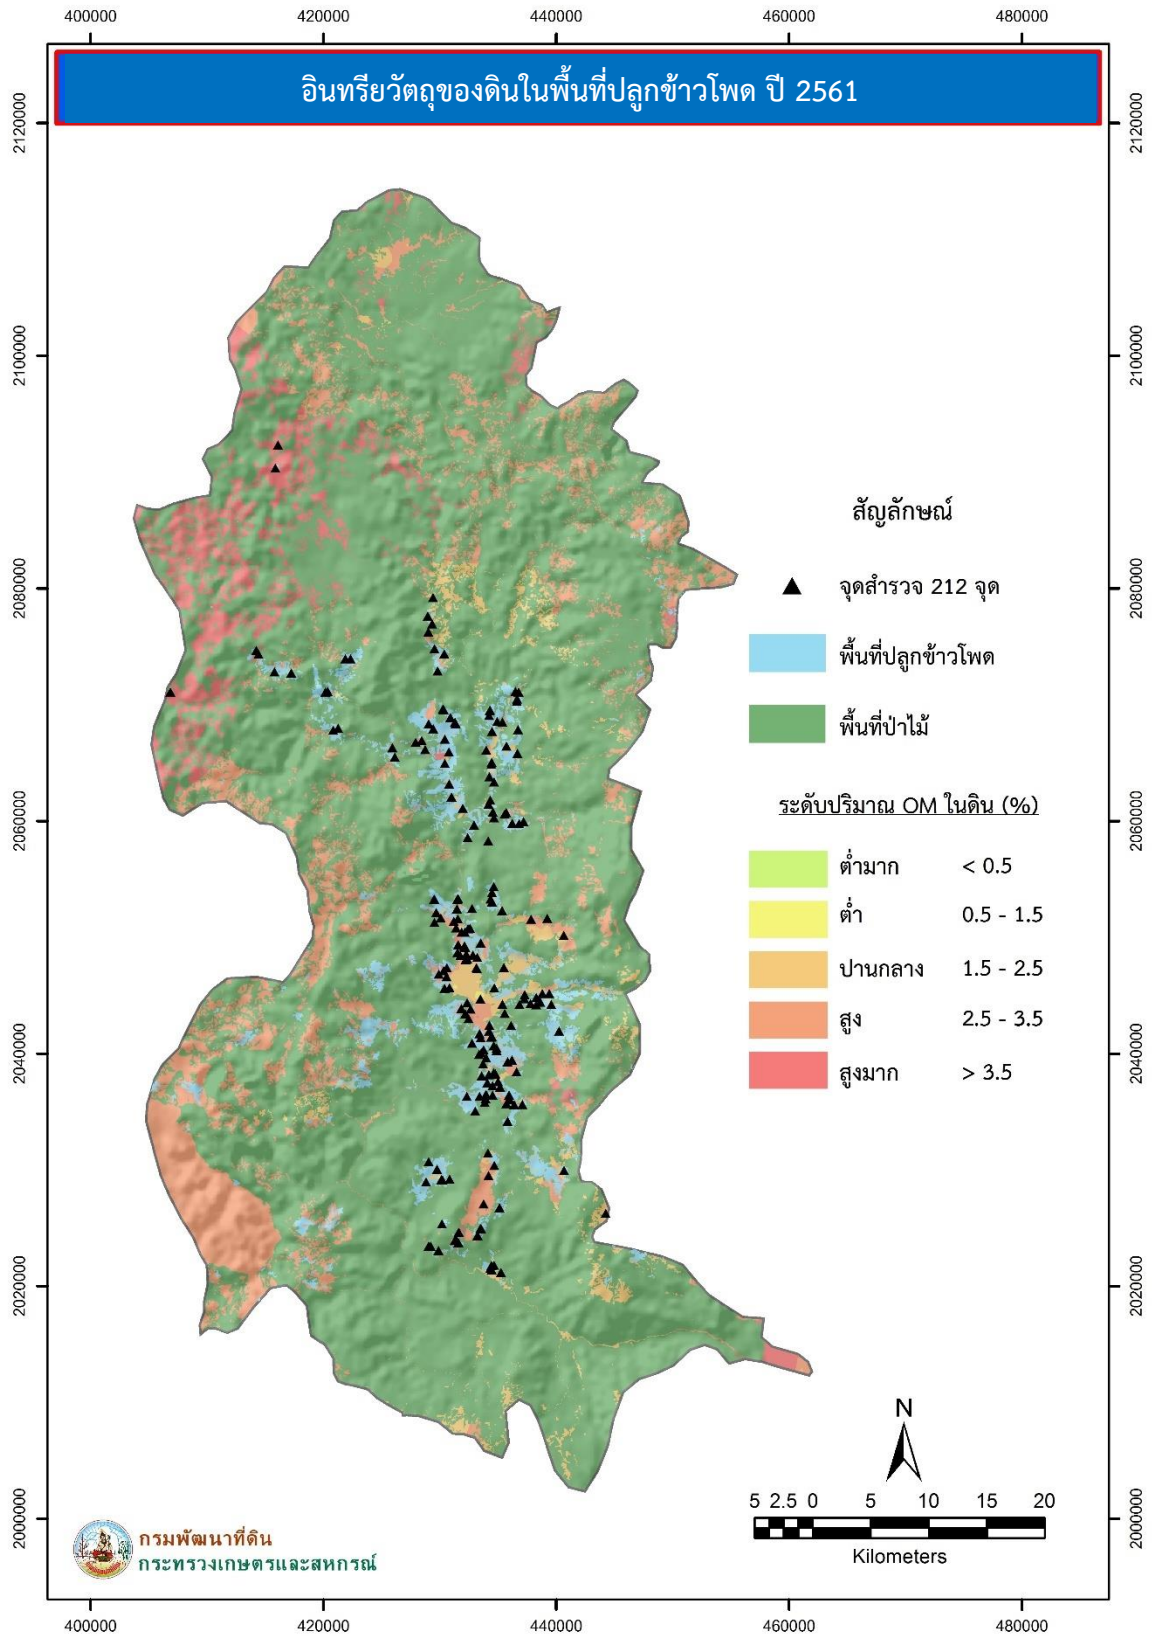 400000 420000 440000 460000 480000
อินทรียวัตถุของดินในพื้นที่ปลูกข้าวโพด ปี 2561
2120000 2120000
2100000 2100000
สัญลักษณ์
2080000 2080000
จุดสำรวจ 212 จุด
พื้นที่ปลูกข้าวโพด
พื้นที่ป่าไม้
ระดับปริมาณ OM ในดิน (%)
2060000 2060000
ต่ำมาก < 0.5
ต่ำ 0.5 - 1.5
ปานกลาง 1.5 - 2.5
สูง 2.5 - 3.5
2040000 2040000
สูงมาก > 3.5
2020000 2020000
N
5 2.5 0 5 10 15 20
Kilometers
2000000 2000000
กรมพัฒนาที่ดิน
กระทรวงเกษตรและสหกรณ์
400000 420000 440000 460000 480000